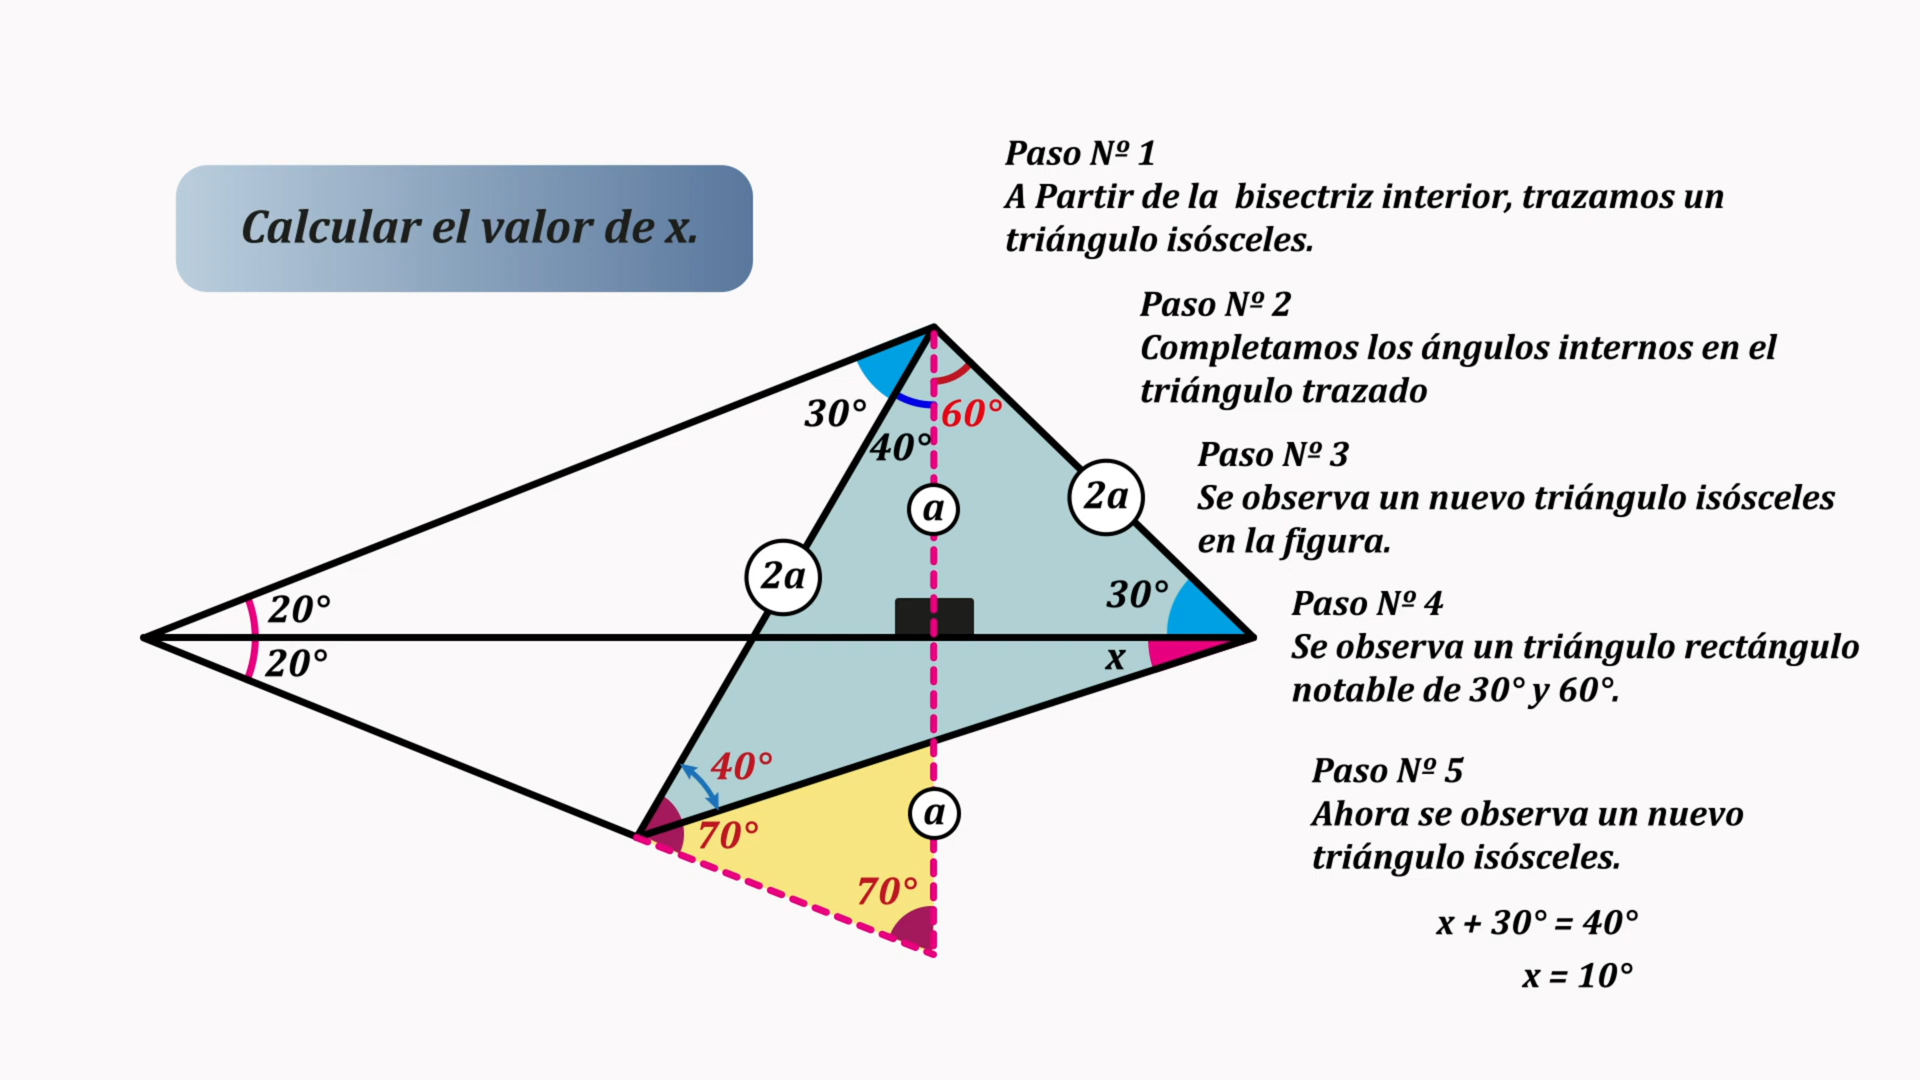 Calcular el valor de x.
Paso Nº 1
A Partir de la bisectriz interior, trazamos un
triángulo isósceles.
Paso Nº 2
Completamos los ángulos internos en el
triángulo trazado
Paso Nº 3
Se observa un nuevo triángulo isósceles
en la figura.
Paso Nº 4
Se observa un triángulo rectángulo
notable de 30° y 60°.
Paso Nº 5
Ahora se observa un nuevo
triángulo isósceles.
x + 30° = 40°
x = 10°
30°
60°
40°
a
2a
2a
30°
20°
20°
x
40°
70°
a
70°